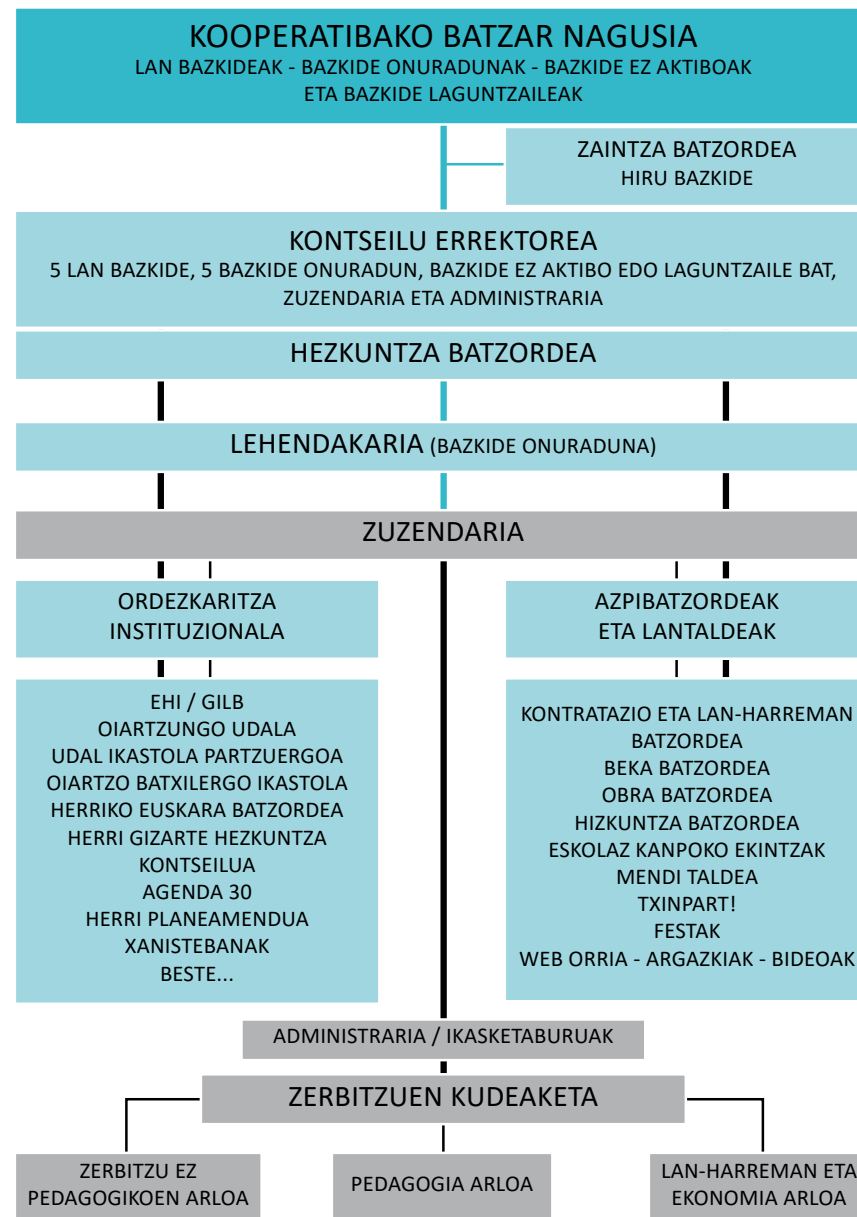 KOOPERATIBAKO BATZAR NAGUSIA
LAN BAZKIDEAK - BAZKIDE ONURADUNAK - BAZKIDE EZ AKTIBOAK
ETA BAZKIDE LAGUNTZAILEAK
ZAINTZA BATZORDEA
HIRU BAZKIDE
KONTSEILU ERREKTOREA
5 LAN BAZKIDE, 5 BAZKIDE ONURADUN, BAZKIDE EZ AKTIBO EDO LAGUNTZAILE BAT,
ZUZENDARIA ETA ADMINISTRARIA
HEZKUNTZA BATZORDEA
LEHENDAKARIA (BAZKIDE ONURADUNA)
ZUZENDARIA
ORDEZKARITZA
INSTITUZIONALA
EHI / GILB
OIARTZUNGO UDALA
UDAL IKASTOLA PARTZUERGOA
OIARTZO BATXILERGO IKASTOLA
HERRIKO EUSKARA BATZORDEA
HERRI GIZARTE HEZKUNTZA
KONTSEILUA
AGENDA 30
HERRI PLANEAMENDUA
XANISTEBANAK
BESTE...
AZPIBATZORDEAK
ETA LANTALDEAK
KONTRATAZIO ETA LAN-HARREMAN
BATZORDEA
BEKA BATZORDEA
OBRA BATZORDEA
HIZKUNTZA BATZORDEA
ESKOLAZ KANPOKO EKINTZAK
MENDI TALDEA
TXINPART!
FESTAK
WEB ORRIA - ARGAZKIAK - BIDEOAK
ADMINISTRARIA / IKASKETABURUAK
ZERBITZUEN KUDEAKETA
ZERBITZU EZ
PEDAGOGIKOEN ARLOA
PEDAGOGIA ARLOA
LAN-HARREMAN ETA
EKONOMIA ARLOA